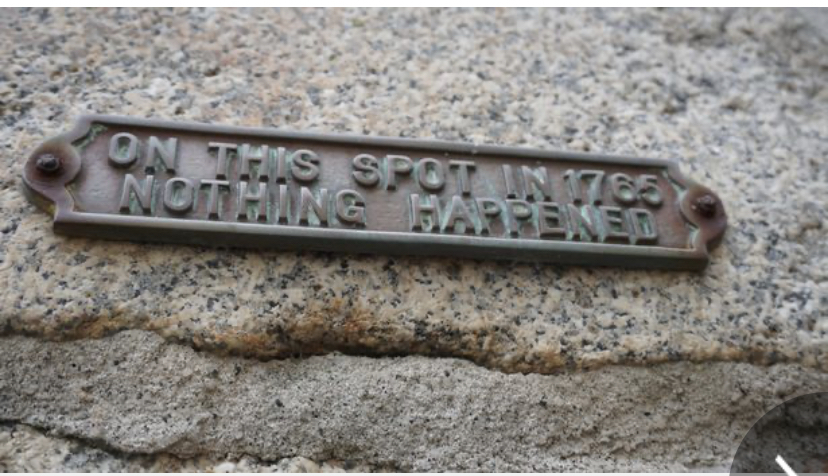 ON THIS SPOT IN 1765
NOTHING HAPPENED